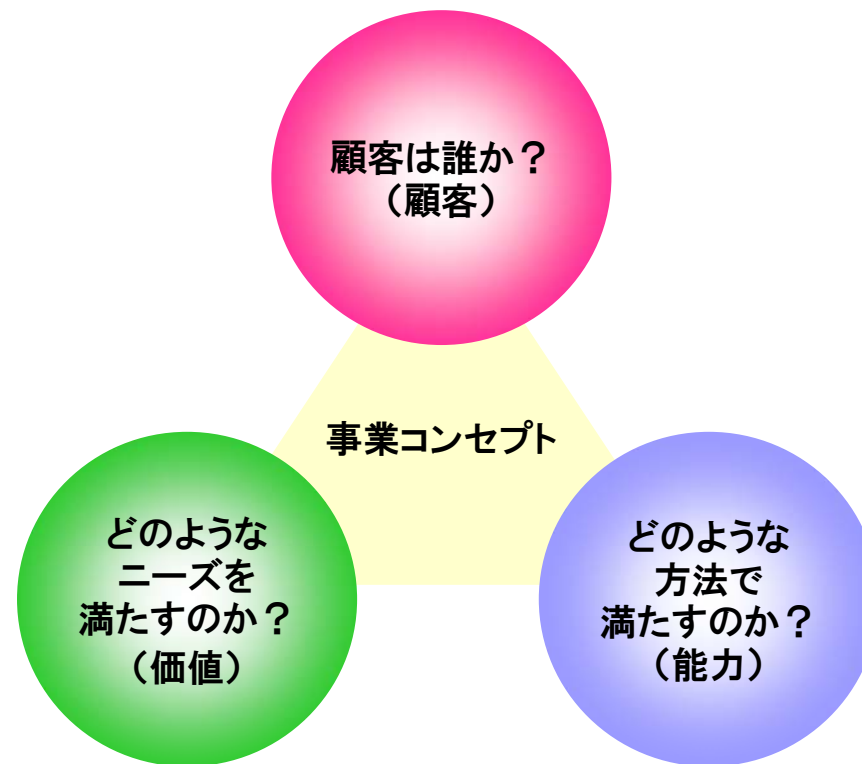 顧客は誰か？
（顧客）
事業コンセプト
どのような
ニーズを
満たすのか？
（価値）
どのような
方法で
満たすのか？
（能力）